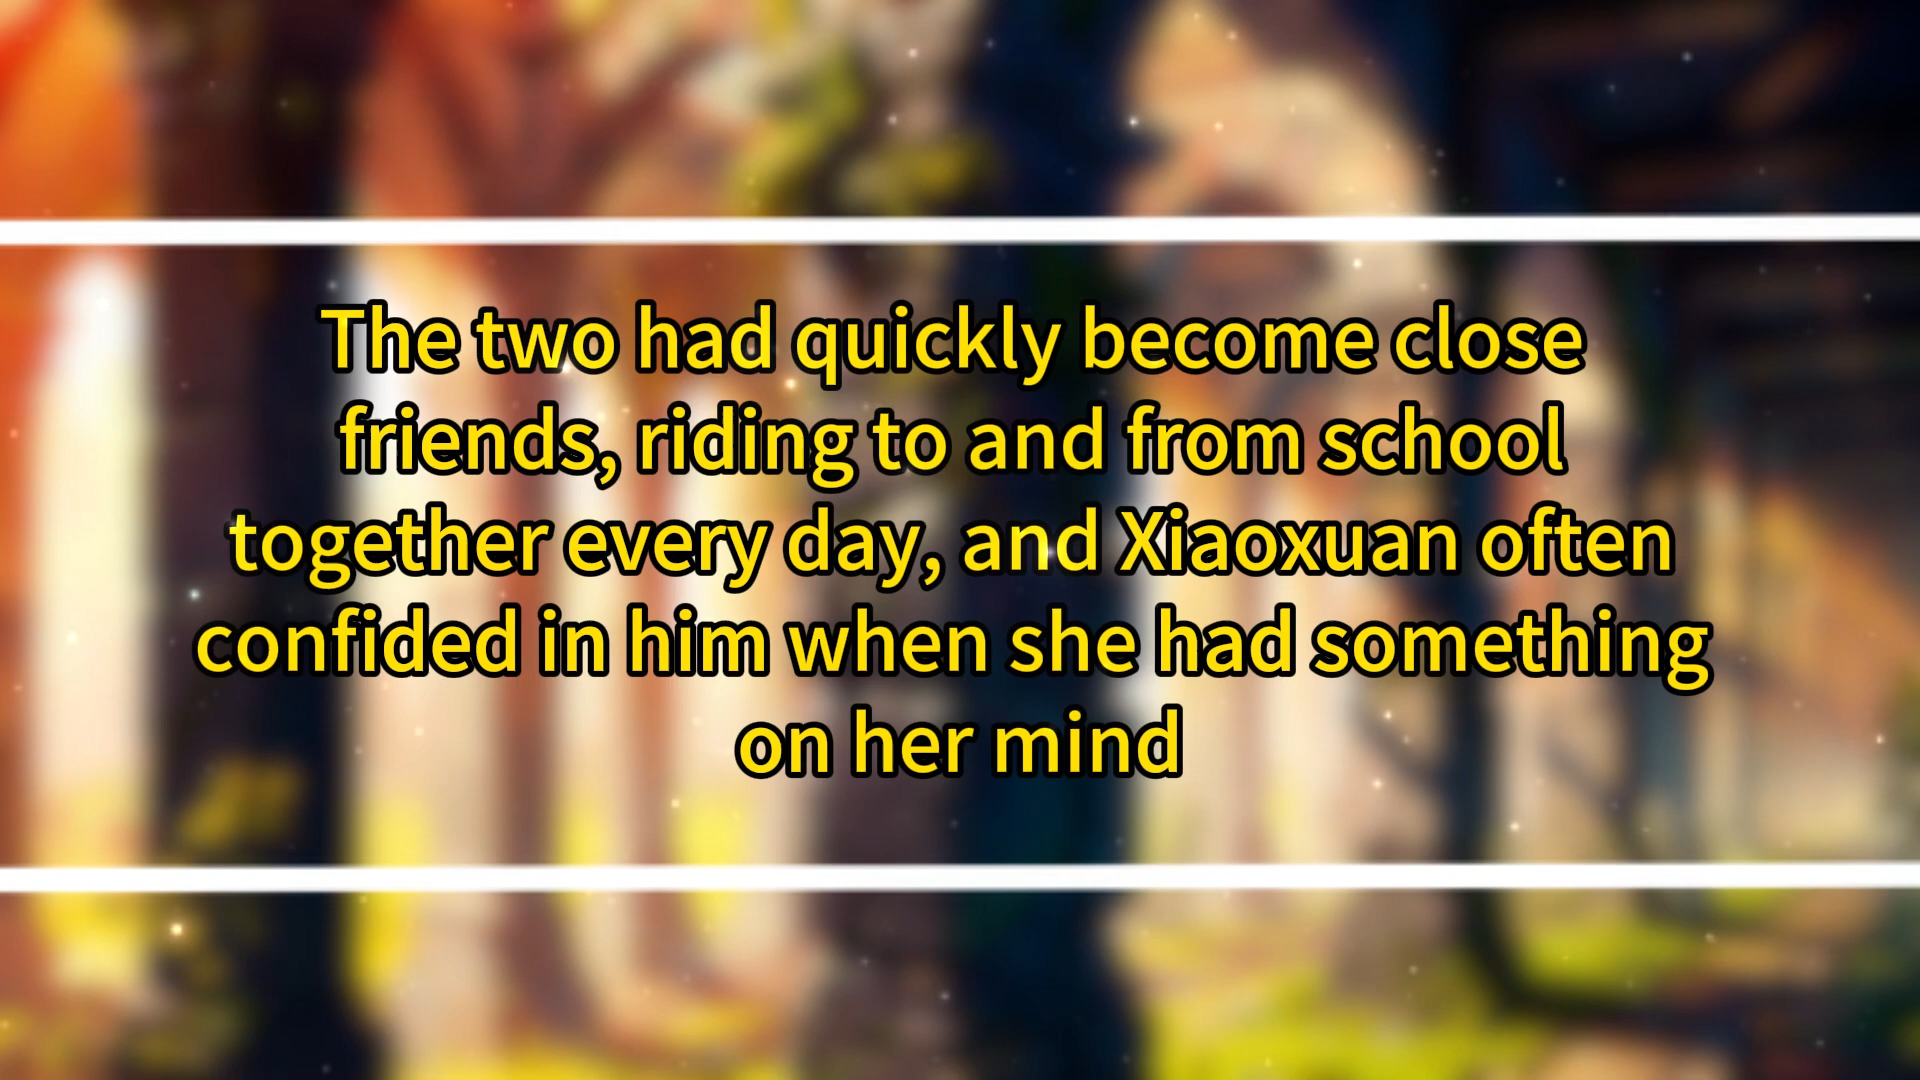 The two had quickly become close
friends, riding to and from school
together every day, and Xiaoxuan often
confided in him when she had something
on her mind